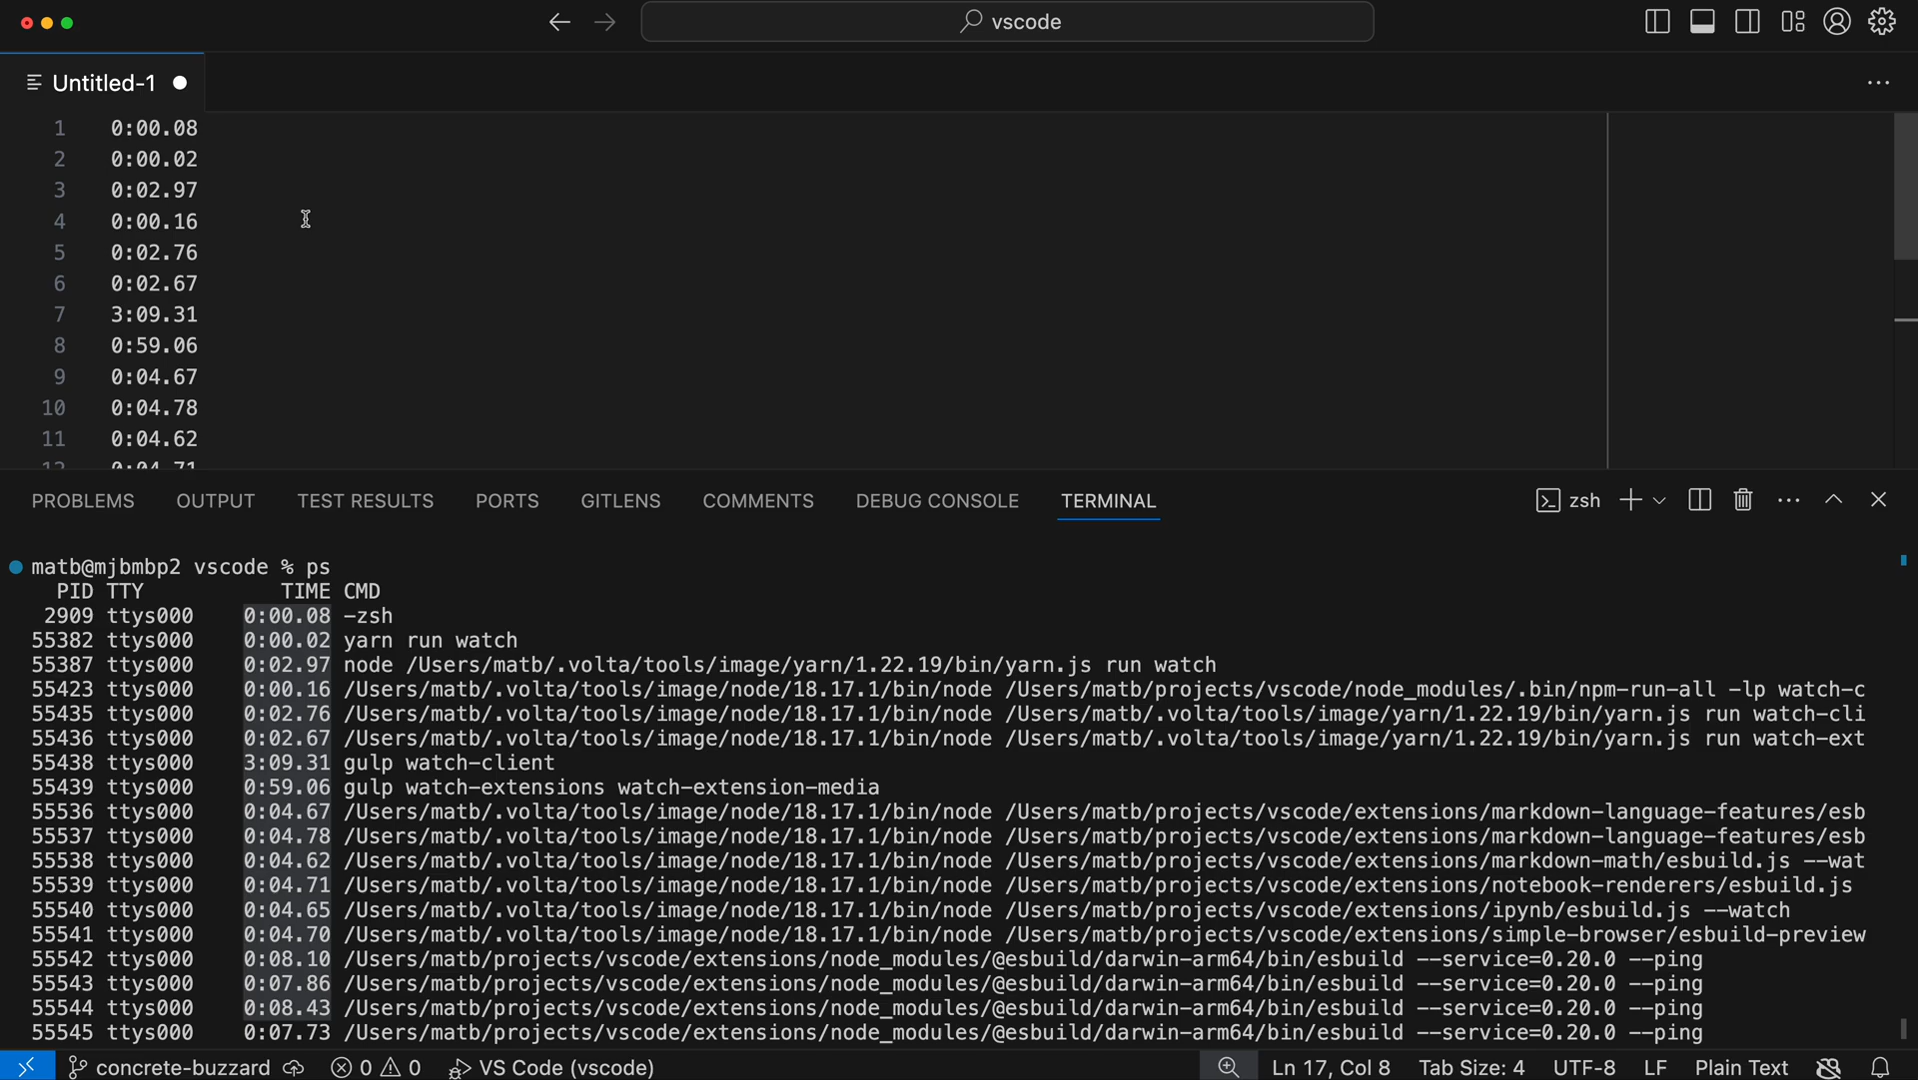 vscode
Untitled-1
1 0:00.08
2 0:00.02
3 0:02.97
4 0:00.16
5 0:02.76
6 0:02.67
7 3:09.31
8 0:59.06
9 0:04.67
10 0:04.78
11 0:04.62
12 0:04.71
PROBLEMS OUTPUT TEST RESULTS PORTS GITLENS COMMENTS DEBUG CONSOLE TERMINAL zsh
matb@mjbmbp2 vscode % ps
PID TTY TIME CMD
2909 ttys000 0:00.08 -zsh
55382 ttys000 0:00.02 yarn run watch
55387 ttys000 0:02.97 node /Users/matb/.volta/tools/image/yarn/1.22.19/bin/yarn.js run watch
55423 ttys000 0:00.16 /Users/matb/.volta/tools/image/node/18.17.1/bin/node /Users/matb/projects/vscode/node_modules/.bin/npm-run-all -lp watch-c
55435 ttys000 0:02.76 /Users/matb/.volta/tools/image/node/18.17.1/bin/node /Users/matb/.volta/tools/image/yarn/1.22.19/bin/yarn.js run watch-cli
55436 ttys000 0:02.67 /Users/matb/.volta/tools/image/node/18.17.1/bin/node /Users/matb/.volta/tools/image/yarn/1.22.19/bin/yarn.js run watch-ext
55438 ttys000 3:09.31 gulp watch-client
55439 ttys000 0:59.06 gulp watch-extensions watch-extension-media
55536 ttys000 0:04.67 /Users/matb/.volta/tools/image/node/18.17.1/bin/node /Users/matb/projects/vscode/extensions/markdown-language-features/esb
55537 ttys000 0:04.78 /Users/matb/.volta/tools/image/node/18.17.1/bin/node /Users/matb/projects/vscode/extensions/markdown-language-features/esb
55538 ttys000 0:04.62 /Users/matb/.volta/tools/image/node/18.17.1/bin/node /Users/matb/projects/vscode/extensions/markdown-math/esbuild.js --wat
55539 ttys000 0:04.71 /Users/matb/.volta/tools/image/node/18.17.1/bin/node /Users/matb/projects/vscode/extensions/notebook-renderers/esbuild.js
55540 ttys000 0:04.65 /Users/matb/.volta/tools/image/node/18.17.1/bin/node /Users/matb/projects/vscode/extensions/ipynb/esbuild.js --watch
55541 ttys000 0:04.70 /Users/matb/.volta/tools/image/node/18.17.1/bin/node /Users/matb/projects/vscode/extensions/simple-browser/esbuild-preview
55542 ttys000 0:08.10 /Users/matb/projects/vscode/extensions/node_modules/@esbuild/darwin-arm64/bin/esbuild --service=0.20.0 --ping
55543 ttys000 0:07.86 /Users/matb/projects/vscode/extensions/node_modules/@esbuild/darwin-arm64/bin/esbuild --service=0.20.0 --ping
55544 ttys000 0:08.43 /Users/matb/projects/vscode/extensions/node_modules/@esbuild/darwin-arm64/bin/esbuild --service=0.20.0 --ping
55545 ttys000 0:07.73 /Users/matb/projects/vscode/extensions/node_modules/@esbuild/darwin-arm64/bin/esbuild --service=0.20.0 --ping
concrete-buzzard 0 0 VS Code (vscode) Ln 17, Col 8 Tab Size: 4 UTF-8 LF Plain Text